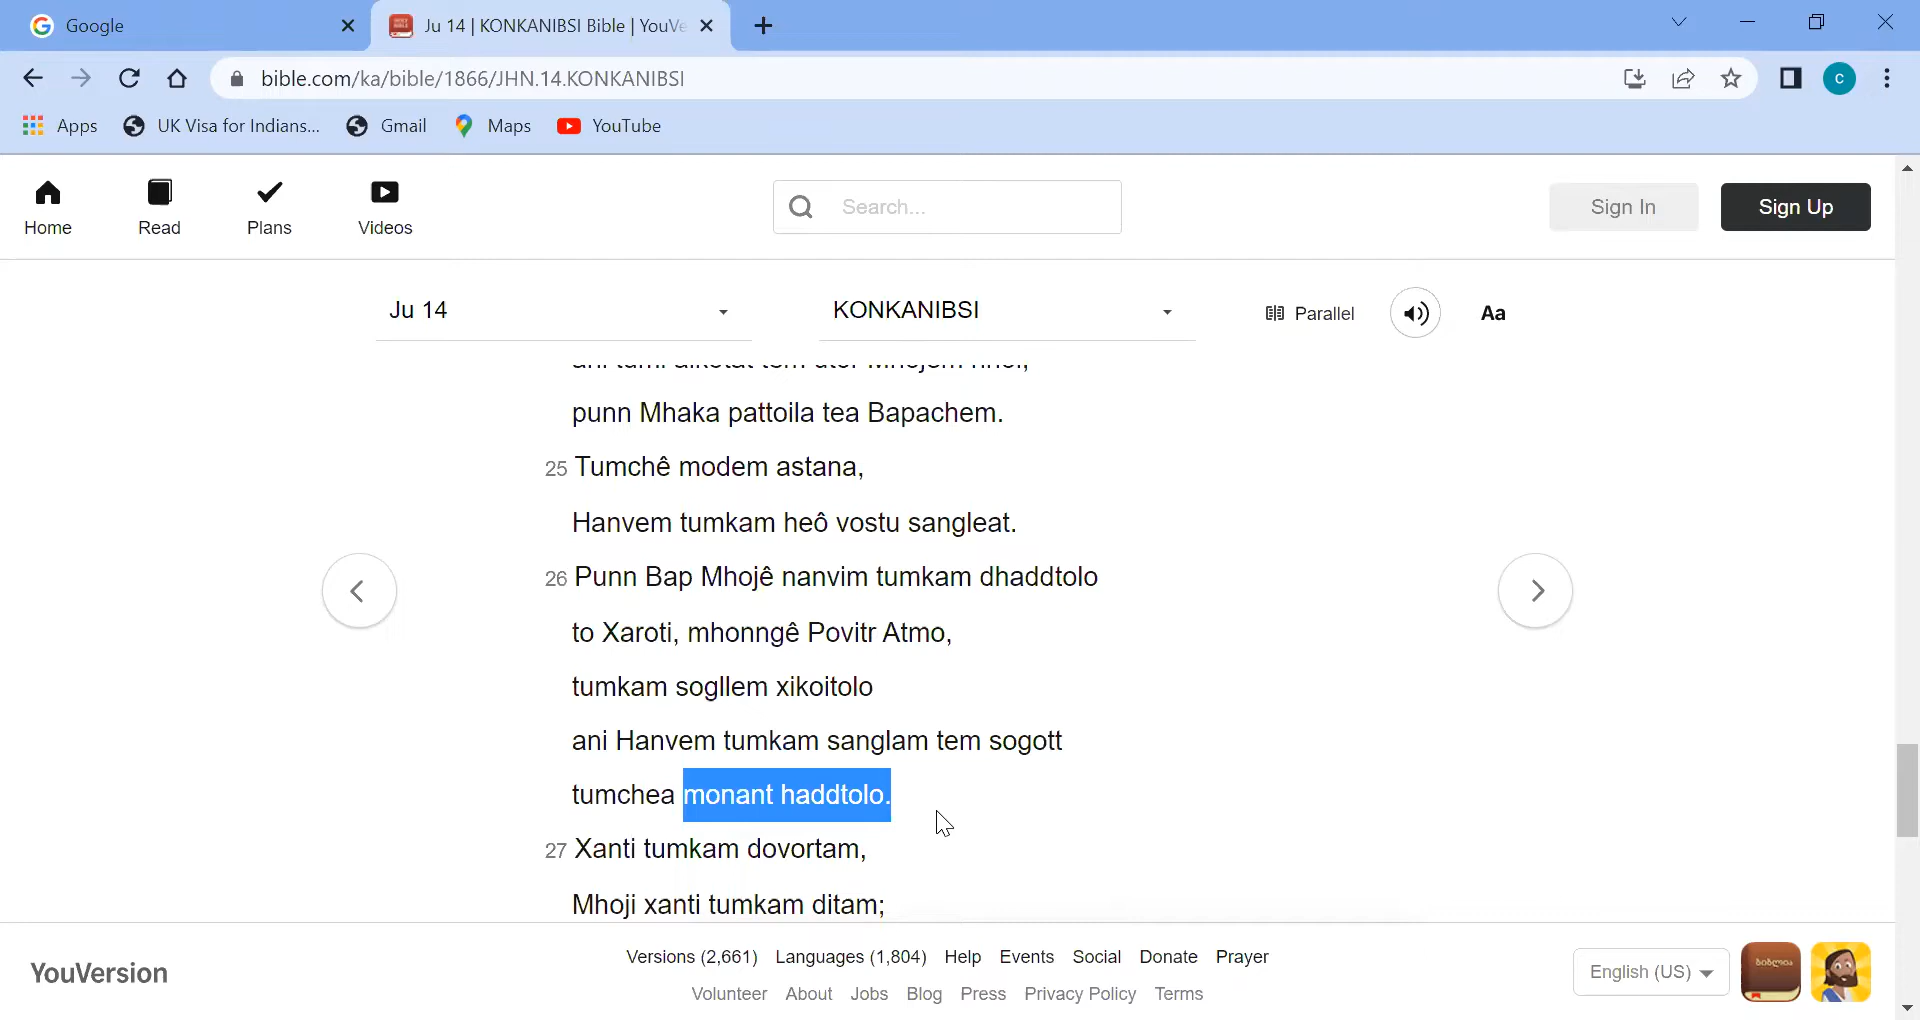 Google
Ju 14 | KONKANIBSI Bible | YouVe
bible.com/ka/bible/1866/JHN.14.KONKANIBSI
c
Apps
UK Visa for Indians...
Gmail
Maps
YouTube
Home
Read
Plans
Videos
Search...
Sign In
Sign Up
Ju 14
KONKANIBSI
Parallel
Aa
punn Mhaka pattoila tea Bapachem.
25 Tumchê modem astana,
Hanvem tumkam heô vostu sangleat.
26 Punn Bap Mhojê nanvim tumkam dhaddtolo
to Xaroti, mhonngê Povitr Atmo,
tumkam sogllem xikoitolo
ani Hanvem tumkam sanglam tem sogott
tumchea monant haddtolo.
27 Xanti tumkam dovortam,
Mhoji xanti tumkam ditam;
YouVersion
Versions (2,661) Languages (1,804) Help Events Social Donate Prayer
Volunteer About Jobs Blog Press Privacy Policy Terms
English (US)
ბიბლია